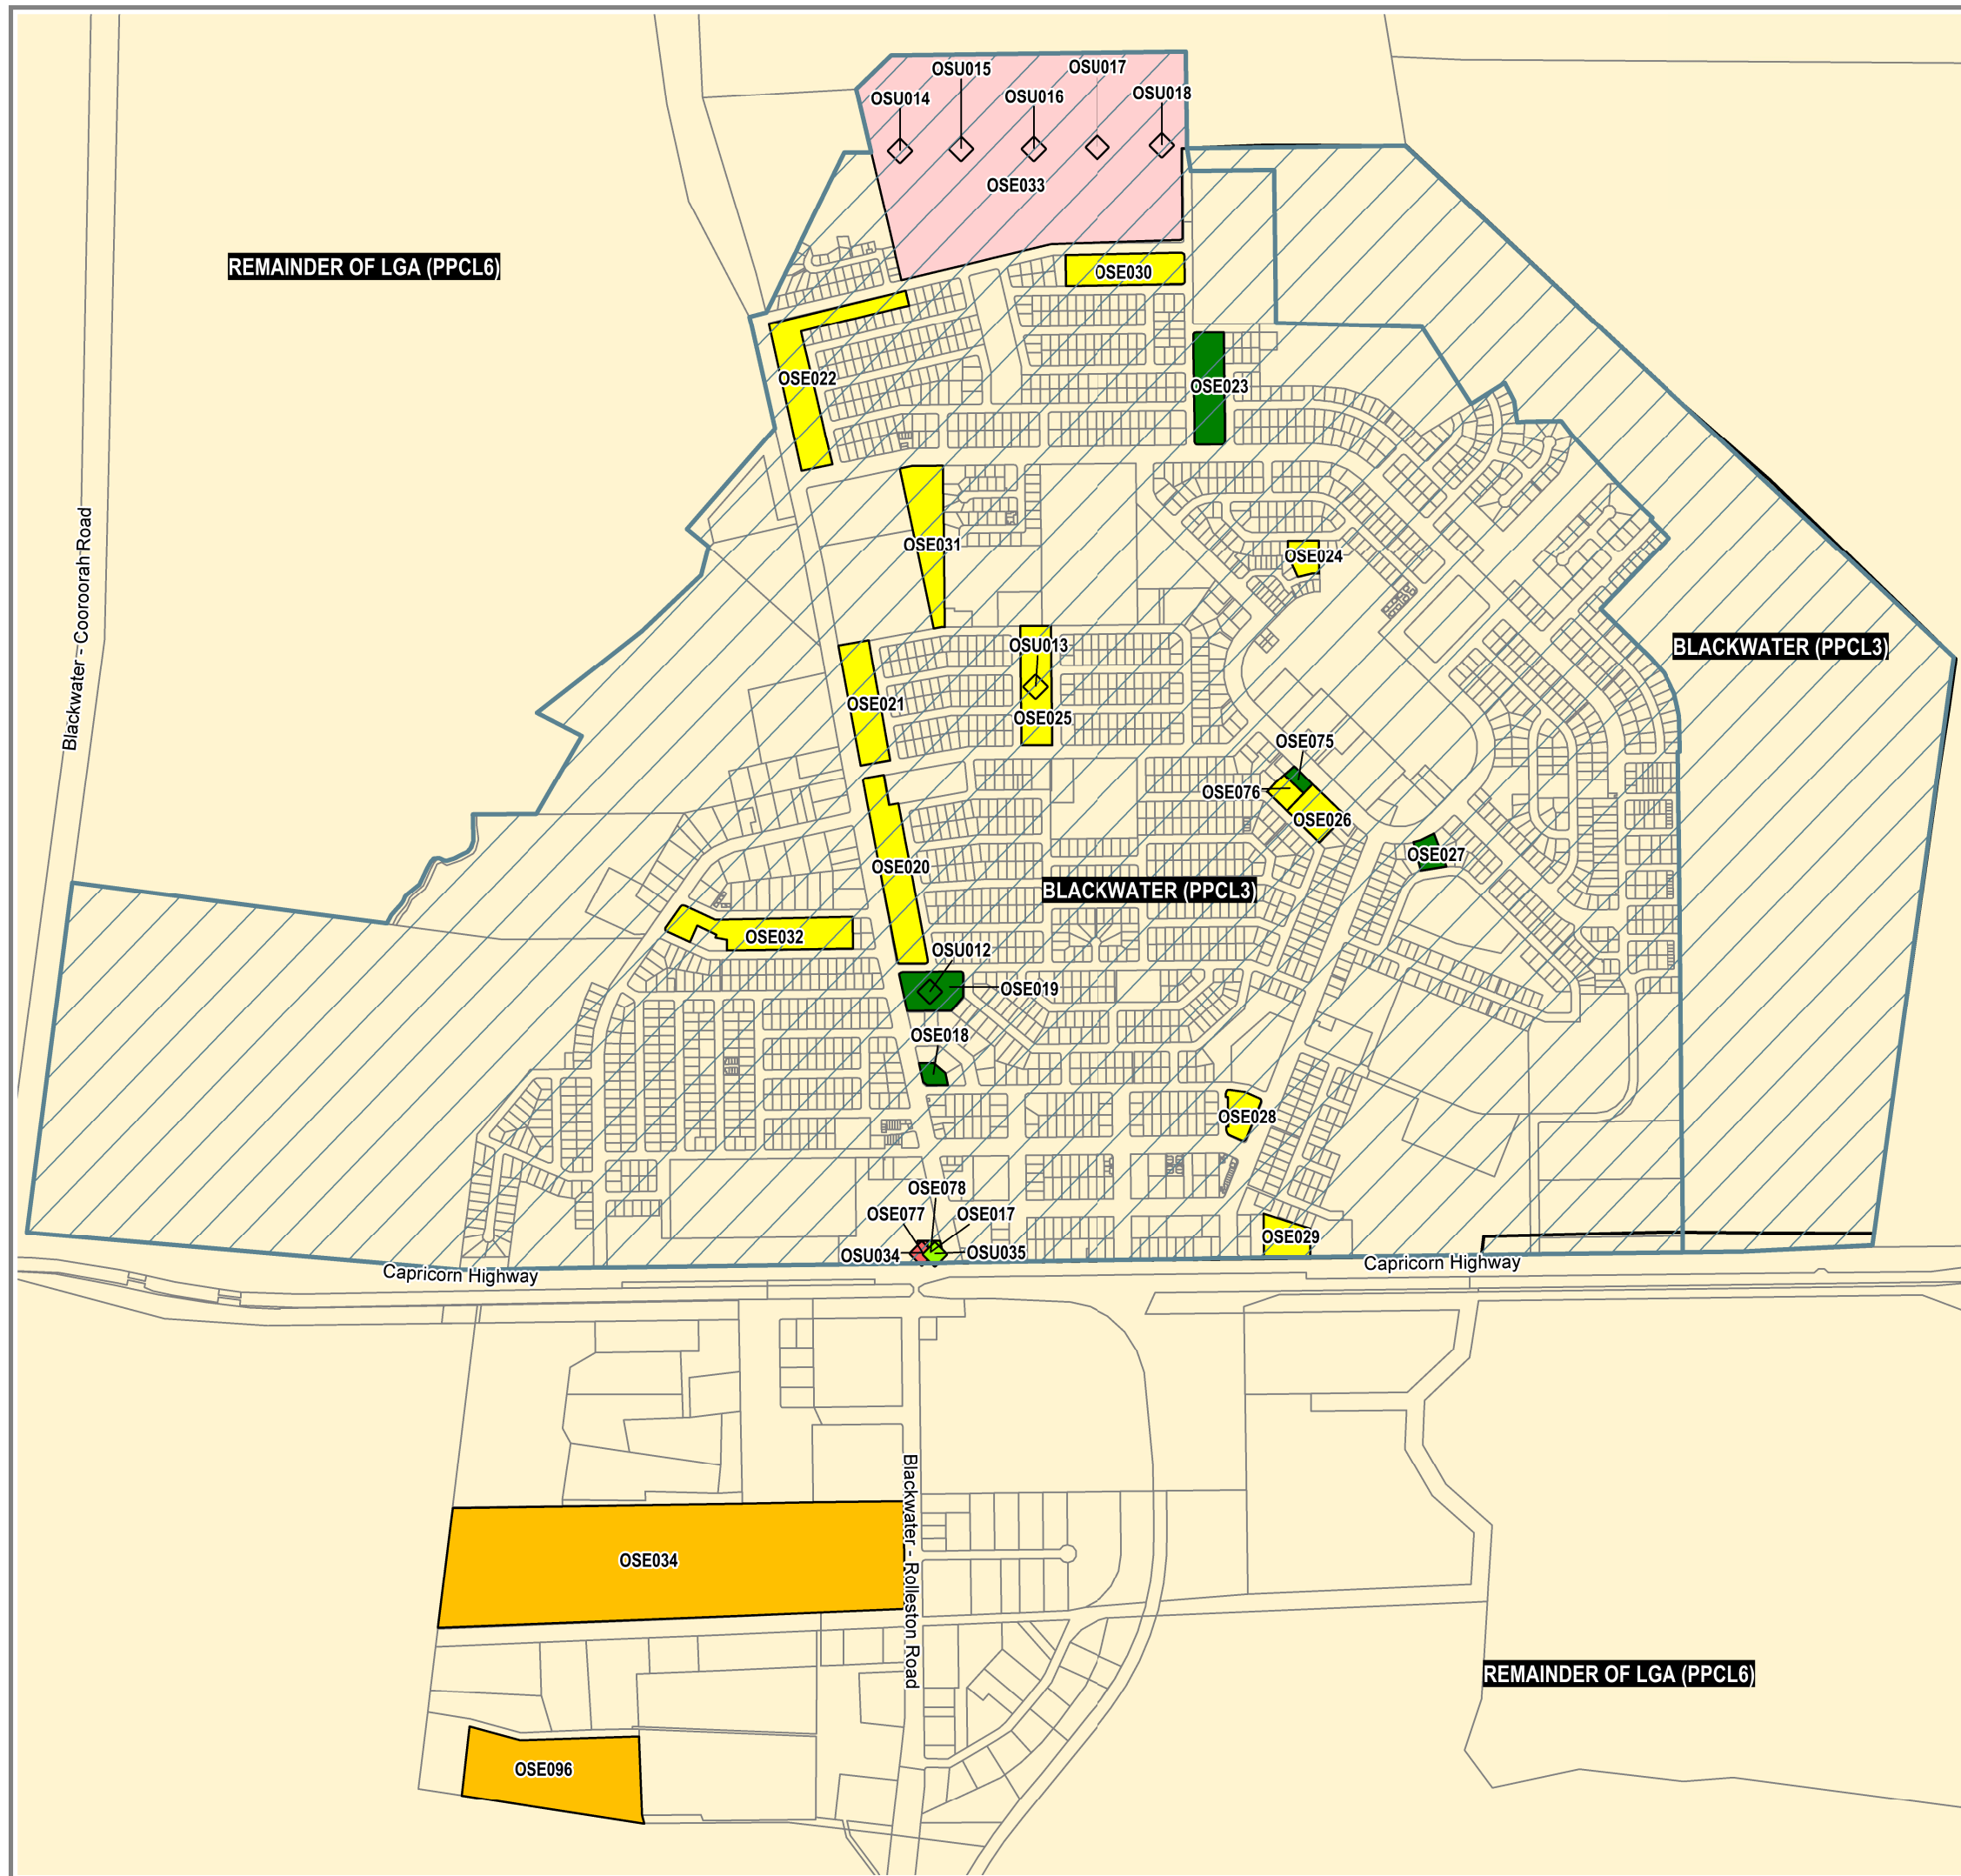 OSU015
OSU017
OSU014
OSU016
OSU018
OSE033
REMAINDER OF LGA (PPCL6)
OSE030
OSE022
OSE023
OSE031
OSE024
Blackwater - Cooroorah Road
OSU013
BLACKWATER (PPCL3)
OSE021
OSE025
OSE075
OSE076
OSE026
OSE027
OSE020
BLACKWATER (PPCL3)
OSE032
OSU012
OSE019
OSE018
OSE028
OSE078
OSE077
OSE017
OSE029
OSU034
OSU035
Capricorn Highway
Capricorn Highway
Blackwater - Rolleston Road
OSE034
REMAINDER OF LGA (PPCL6)
OSE096